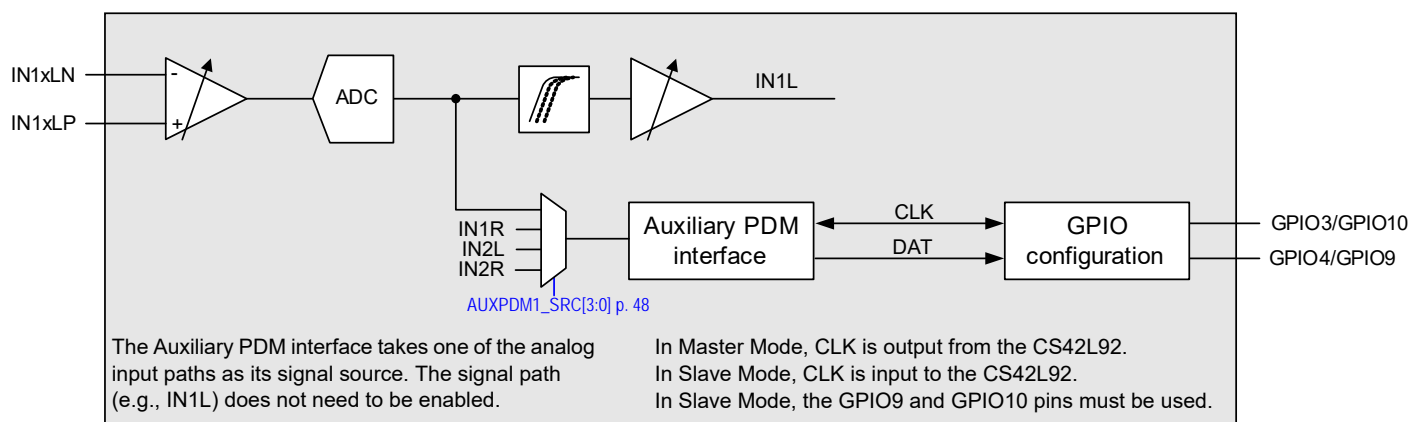 IN1xLN
IN1xLP
-
+
ADC
IN1L
IN1R
IN2L
IN2R
AUXPDM1_SRC[3:0] p. 48
Auxiliary PDM
interface
CLK
DAT
GPIO
configuration
GPIO3/GPIO10
GPIO4/GPIO9
The Auxiliary PDM interface takes one of the analog
input paths as its signal source. The signal path
(e.g., IN1L) does not need to be enabled.
In Master Mode, CLK is output from the CS42L92.
In Slave Mode, CLK is input to the CS42L92.
In Slave Mode, the GPIO9 and GPIO10 pins must be used.